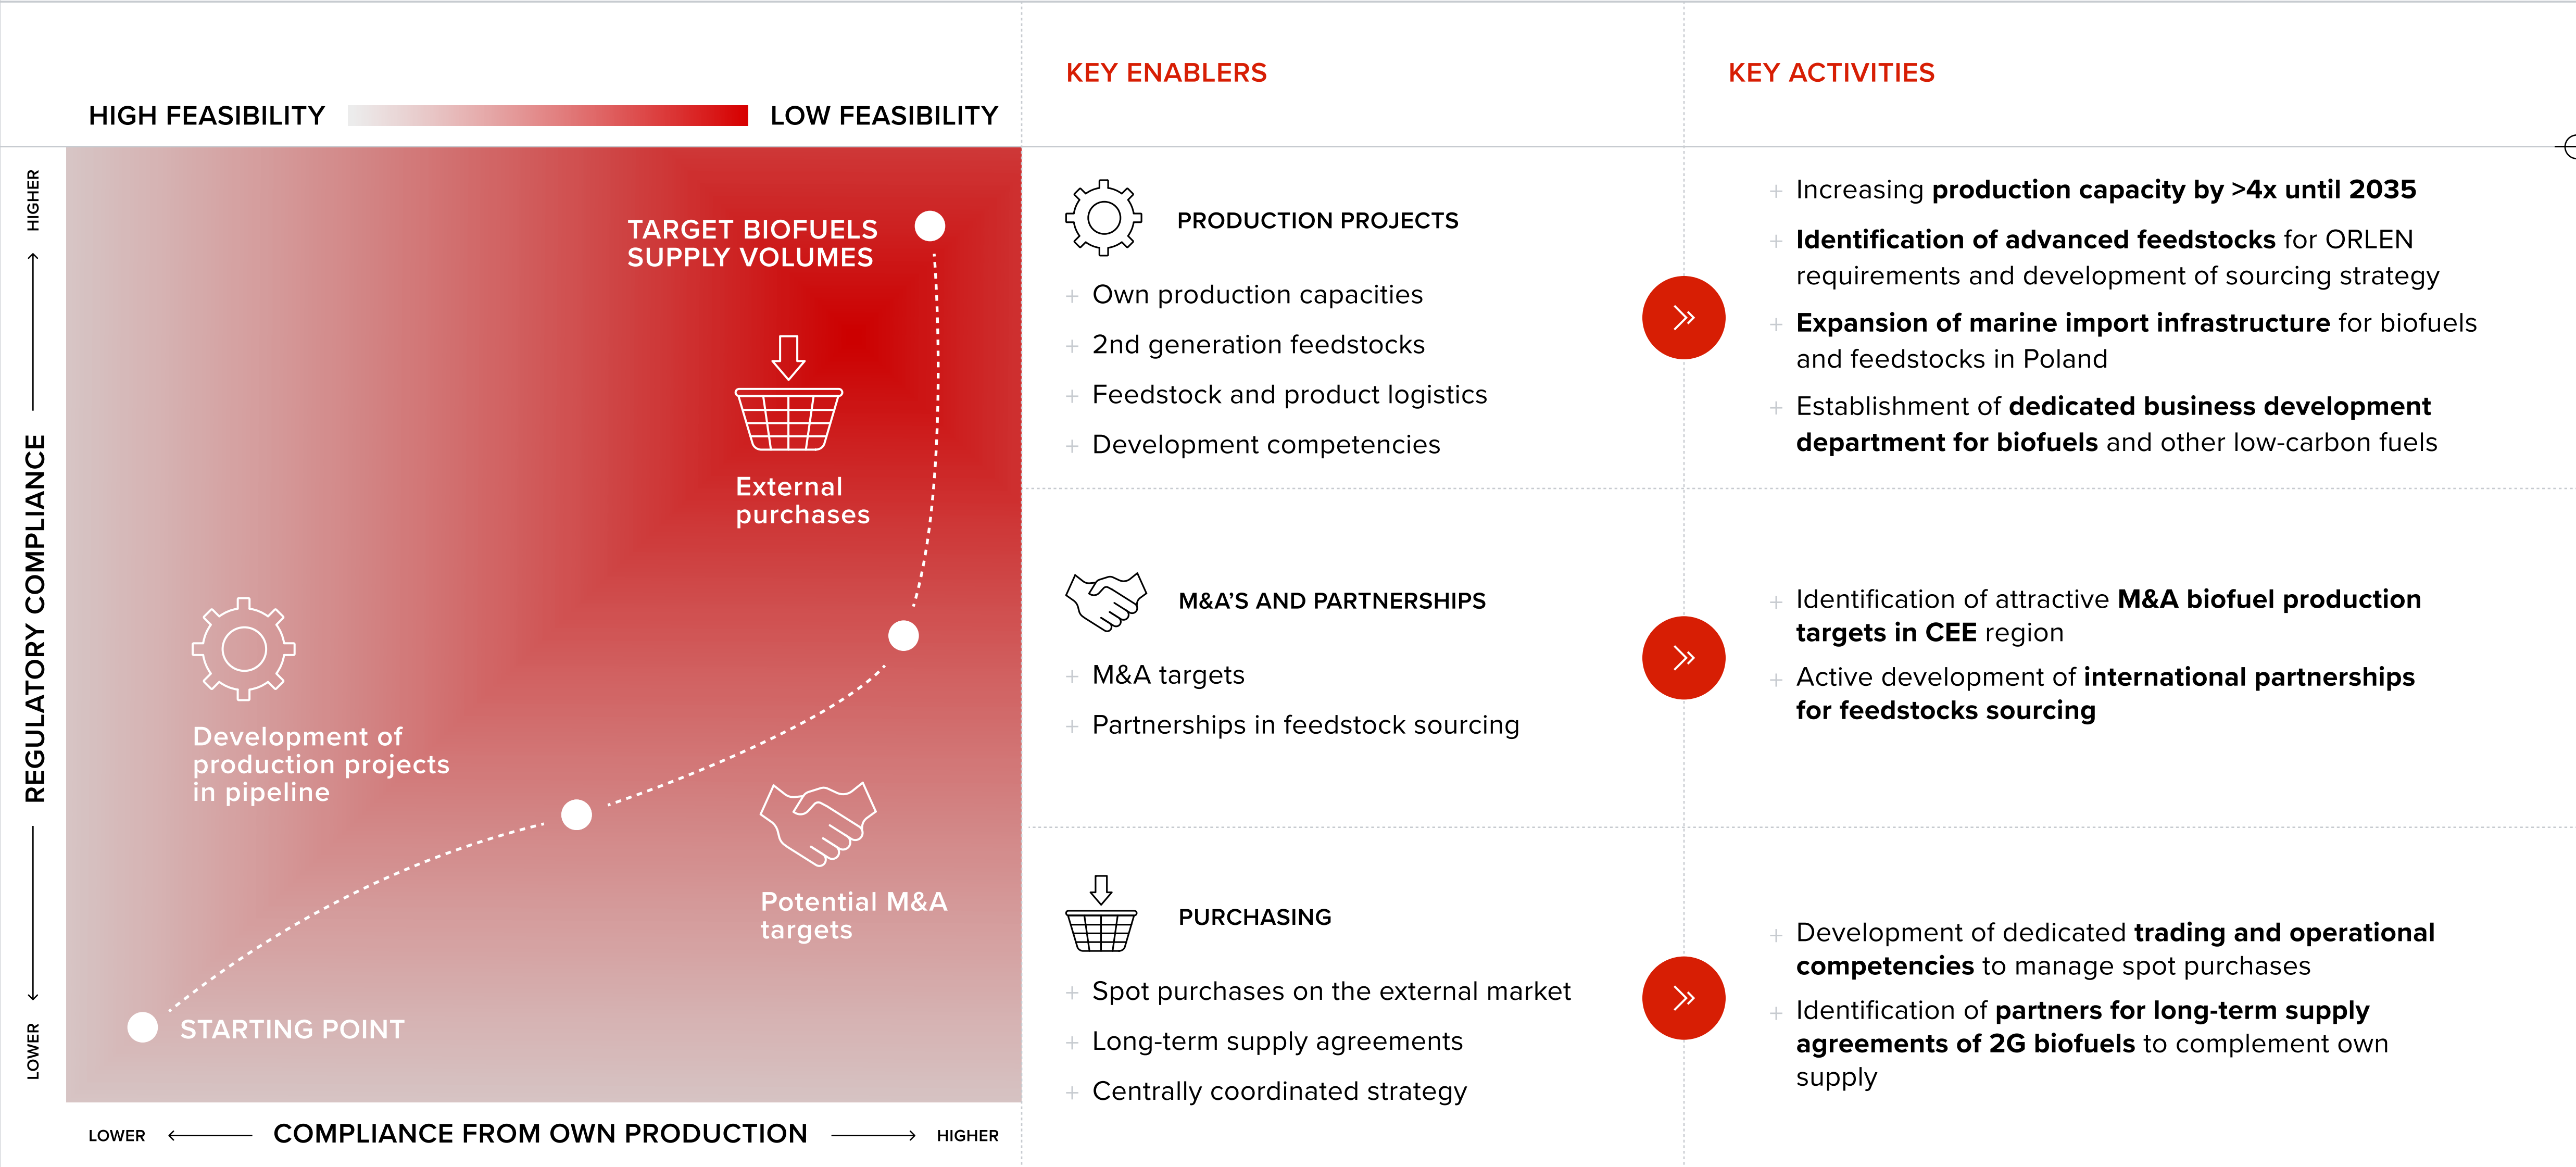 HIGH FEASIBILITY
LOW FEASIBILITY
KEY ENABLERS
KEY ACTIVITIES
HIGHER
REGULATORY COMPLIANCE
LOWER
TARGET BIOFUELS
SUPPLY VOLUMES
External
purchases
Development of
production projects
in pipeline
Potential M&A
targets
STARTING POINT
LOWER
COMPLIANCE FROM OWN PRODUCTION
HIGHER
PRODUCTION PROJECTS
+ Own production capacities
+ 2nd generation feedstocks
+ Feedstock and product logistics
+ Development competencies
+ Increasing production capacity by >4x until 2035
+ Identification of advanced feedstocks for ORLEN
requirements and development of sourcing strategy
+ Expansion of marine import infrastructure for biofuels
and feedstocks in Poland
+ Establishment of dedicated business development
department for biofuels and other low-carbon fuels
M&A’S AND PARTNERSHIPS
+ M&A targets
+ Partnerships in feedstock sourcing
+ Identification of attractive M&A biofuel production
targets in CEE region
+ Active development of international partnerships
for feedstocks sourcing
PURCHASING
+ Spot purchases on the external market
+ Long-term supply agreements
+ Centrally coordinated strategy
+ Development of dedicated trading and operational
competencies to manage spot purchases
+ Identification of partners for long-term supply
agreements of 2G biofuels to complement own
supply